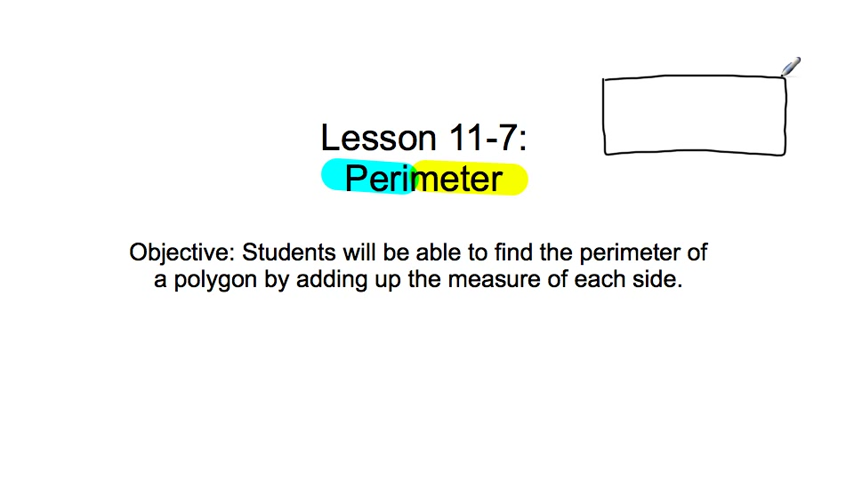 Lesson 11-7:
Perimeter
Objective: Students will be able to find the perimeter of
a polygon by adding up the measure of each side.